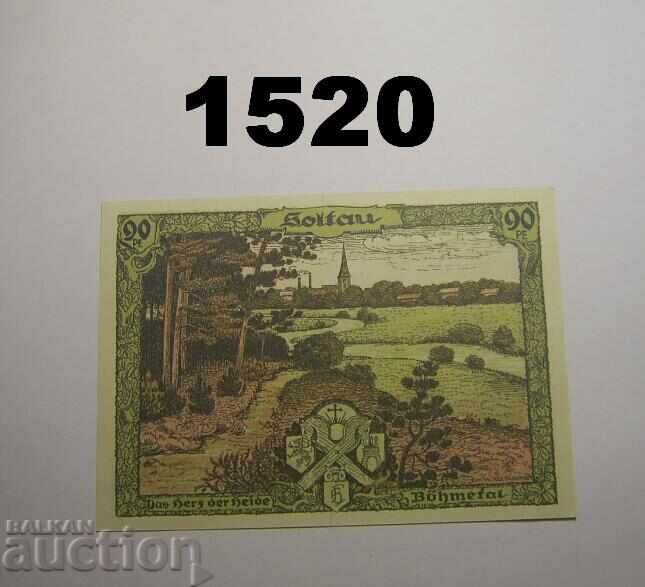 1520
Soltau
90 PF
90 PF
Das Herz der Heide
Böhmetal
BALKAN
auction